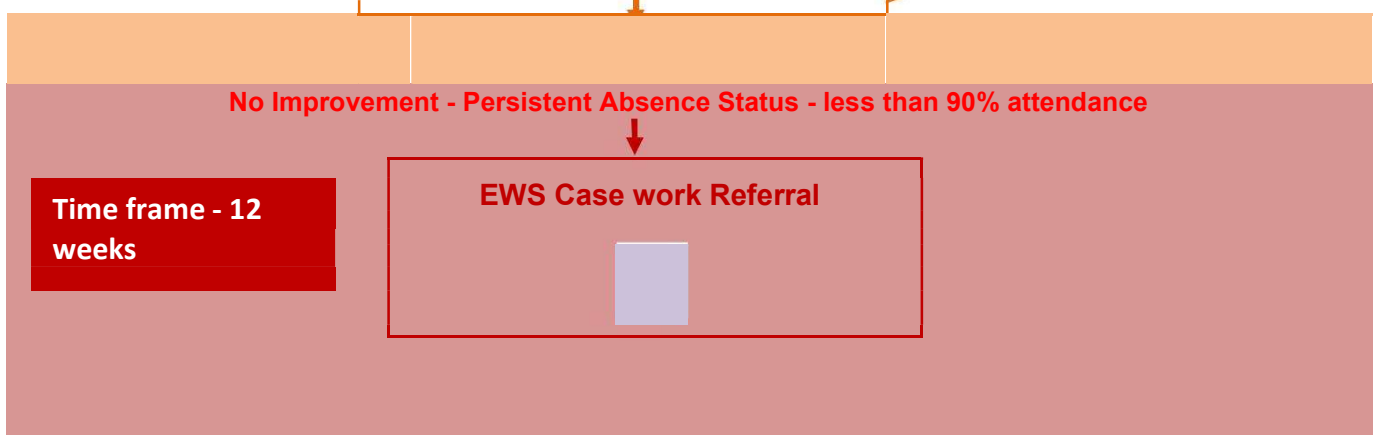 No Improvement - Persistent Absence Status - less than 90% attendance
EWS Case work Referral
Time frame - 12
weeks